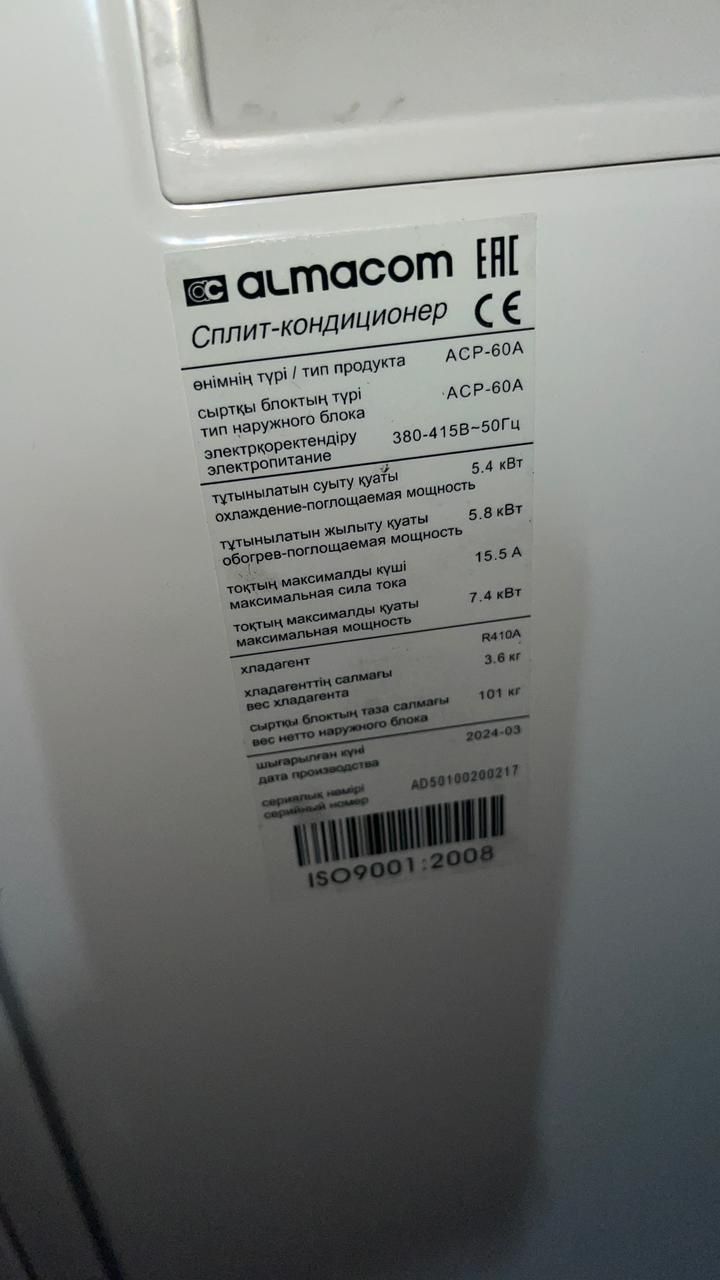 almacom EAC
Сплит-кондиционер CE
өнімнің түрі / тип продукта ACP-60A
сыртқы блоктың түрі ACP-60A
тип наружного блока
электрқоректендіру 380-415В~50Гц
электропитание
тұтынылатын суыту қуаты 5.4 кВт
охлаждение-поглощаемая мощность
тұтынылатын жылыту қуаты 5.8 кВт
обогрев-поглощаемая мощность
тоқтың максималды күші 15.5 А
максимальная сила тока
тоқтың максималды қуаты 7.4 кВт
максимальная мощность
хладагент R410A
хладагенттің салмағы 3.6 кг
вес хладагента
сыртқы блоктың таза салмағы 101 кг
вес нетто наружного блока
шығарылған күні 2024-03
дата производства
сериялық нөмірі AD50100200217
серийный номер
ISO9001:2008